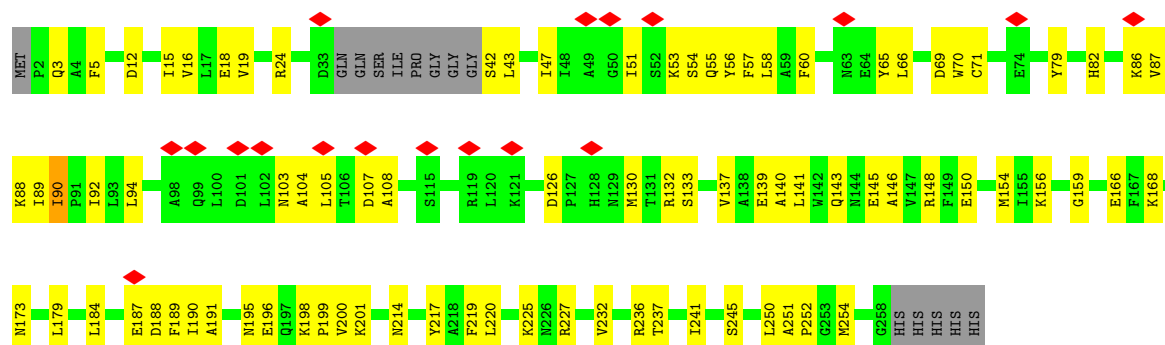 MET P2 Q3 A4 F5 D12 I15 V16 L17 E18 V19 R24 D33 GLN GLN SER ILE PRO GLY GLY GLY S42 L43 I47 I48 A49 G50 I51 S52 K53 S54 Q55 Y56 F57 L58 A59 F60 N63 E64 Y65 L66 D69 W70 C71 E74 Y79 H82 K86 V87
K88 I89 I90 P91 I92 L93 L94 A98 Q99 L100 D101 L102 N103 A104 L105 T106 D107 A108 S115 R119 L120 K121 D126 P127 H128 N129 M130 T131 R132 S133 V137 A138 E139 A140 L141 W142 Q143 N144 E145 A146 V147 R148 F149 E150 M154 I155 K156 G159 E166 F167 K168
N173 L179 L184 E187 D188 F189 I190 A191 N195 E196 Q197 K198 P199 V200 K201 N214 Y217 A218 F219 L220 K225 N226 R227 V232 R236 T237 I241 S245 L250 A251 P252 G253 M254 G258 HIS HIS HIS HIS HIS